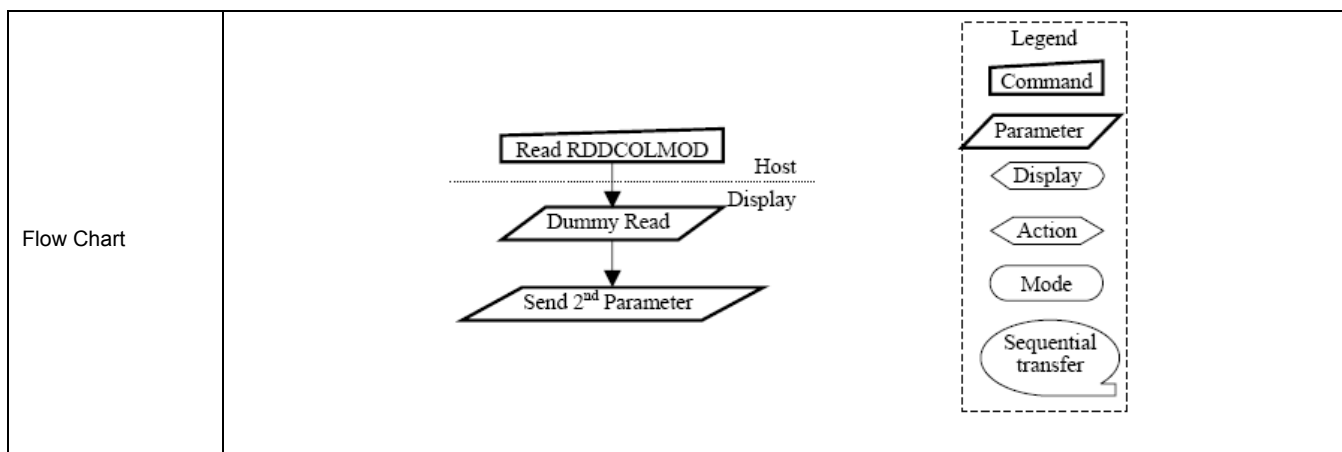 Flow Chart
Read RDDCOLMOD
Host
Display
Dummy Read
Send 2nd Parameter
Legend
Command
Parameter
Display
Action
Mode
Sequential
transfer